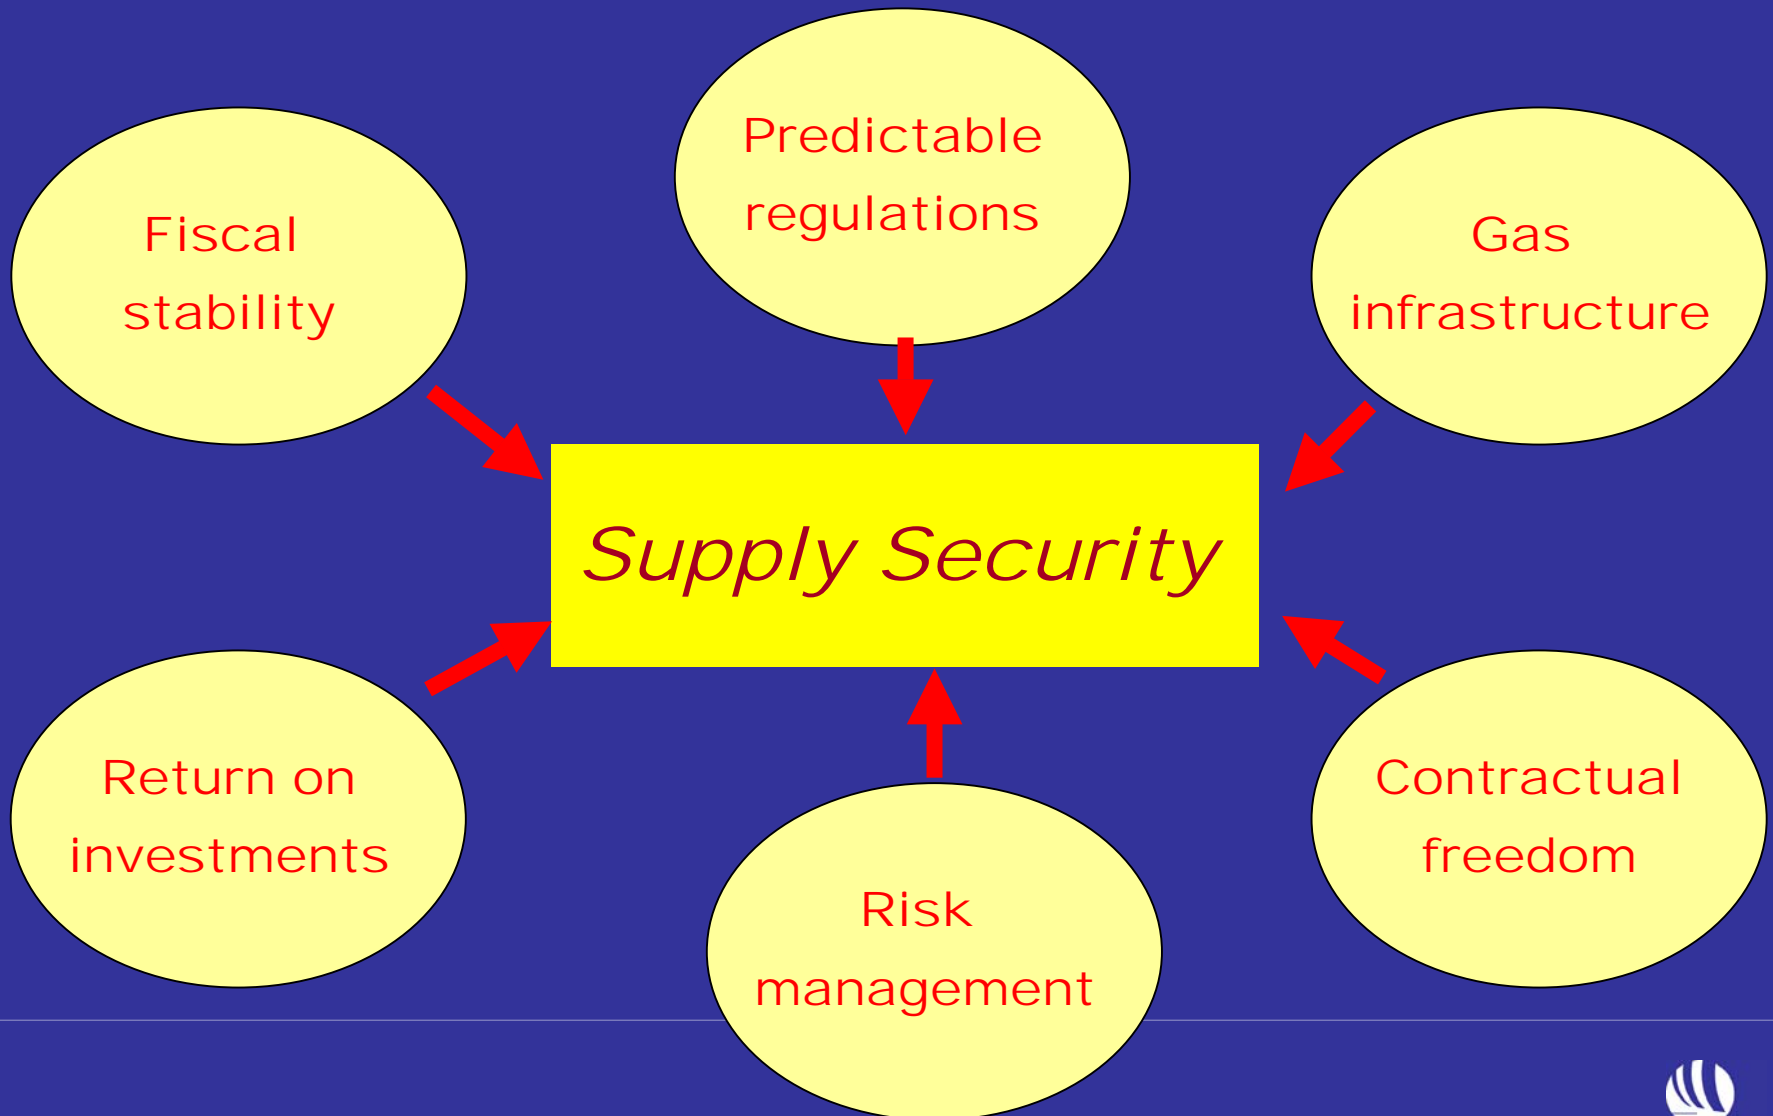 Predictable
regulations
Fiscal
stability
Gas
infrastructure
Supply Security
Return on
investments
Contractual
freedom
Risk
management